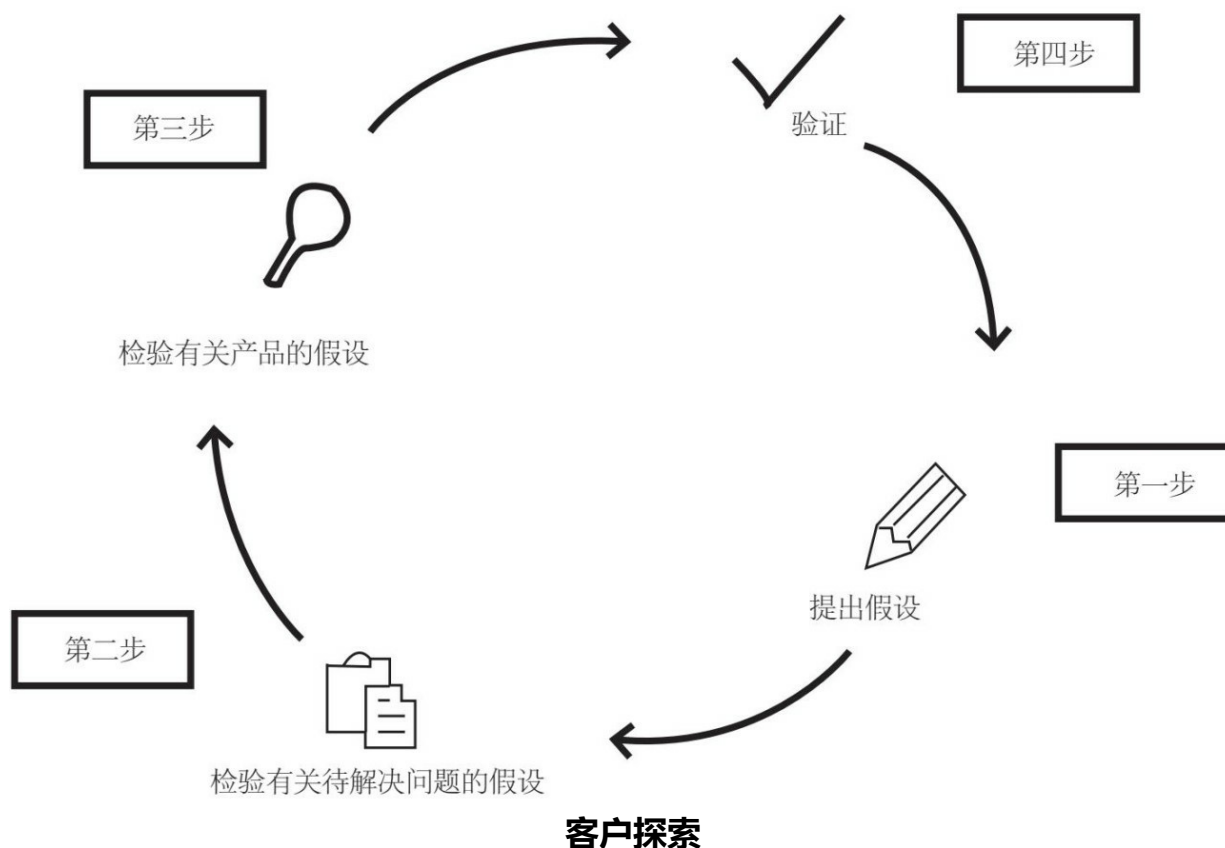 第四步
验证
第三步
检验有关产品的假设
第一步
提出假设
第二步
检验有关待解决问题的假设
客户探索